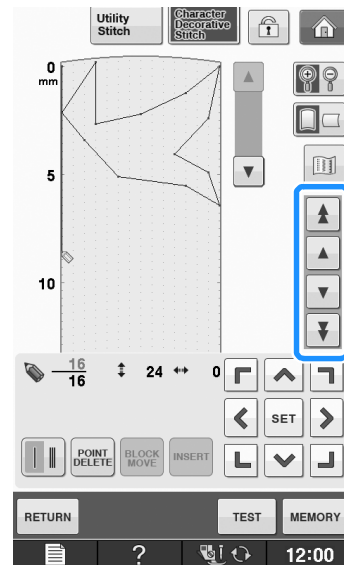 Utility
Stitch
Character
Decorative
Stitch
0
mm
5
10
16
16
24
0
SET
POINT
DELETE
BLOCK
MOVE
INSERT
RETURN
TEST
MEMORY
?
12:00